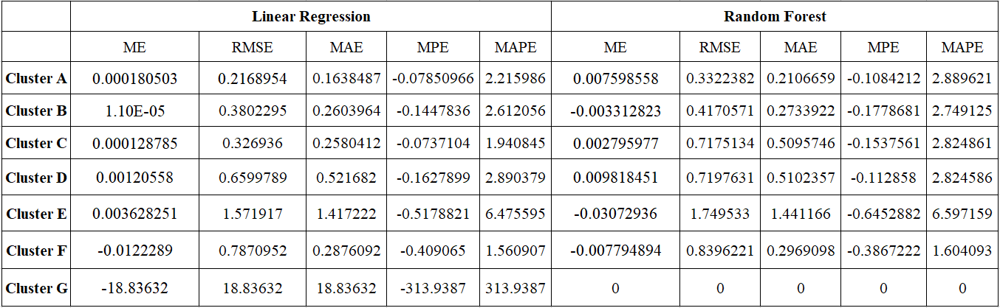 Linear Regression Random Forest
ME RMSE MAE MPE MAPE ME RMSE MAE MPE MAPE
Cluster A 0.000180503 0.2168954 0.1638487 -0.07850966 2.215986 0.007598558 0.3322382 0.2106659 -0.1084212 2.889621
Cluster B 1.10E-05 0.3802295 0.2603964 -0.1447836 2.612056 -0.003312823 0.4170571 0.2733922 -0.1778681 2.749125
Cluster C 0.000128785 0.326936 0.2580412 -0.0737104 1.940845 0.002795977 0.7175134 0.5095746 -0.1537561 2.824861
Cluster D 0.00120558 0.6599789 0.521682 -0.1627899 2.890379 0.009818451 0.7197631 0.5102357 -0.112858 2.824586
Cluster E 0.003628251 1.571917 1.417222 -0.5178821 6.475595 -0.03072936 1.749533 1.441166 -0.6452882 6.597159
Cluster F -0.0122289 0.7870952 0.2876092 -0.409065 1.560907 -0.007794894 0.8396221 0.2969098 -0.3867222 1.604093
Cluster G -18.83632 18.83632 18.83632 -313.9387 313.9387 0 0 0 0 0